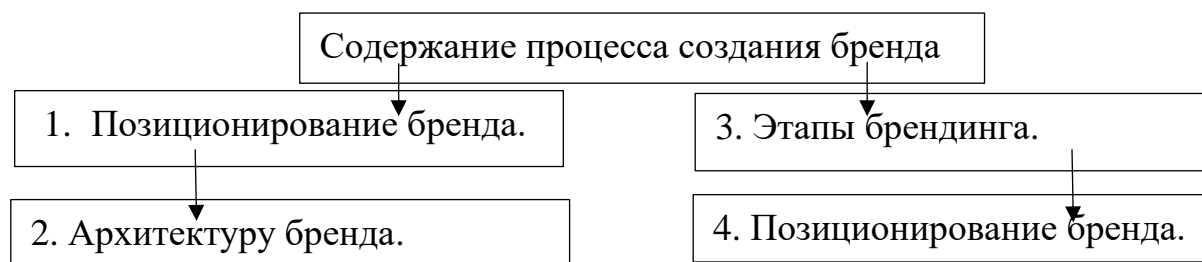 Содержание процесса создания бренда
1. Позиционирование бренда.
3. Этапы брендинга.
2. Архитектуру бренда.
4. Позиционирование бренда.